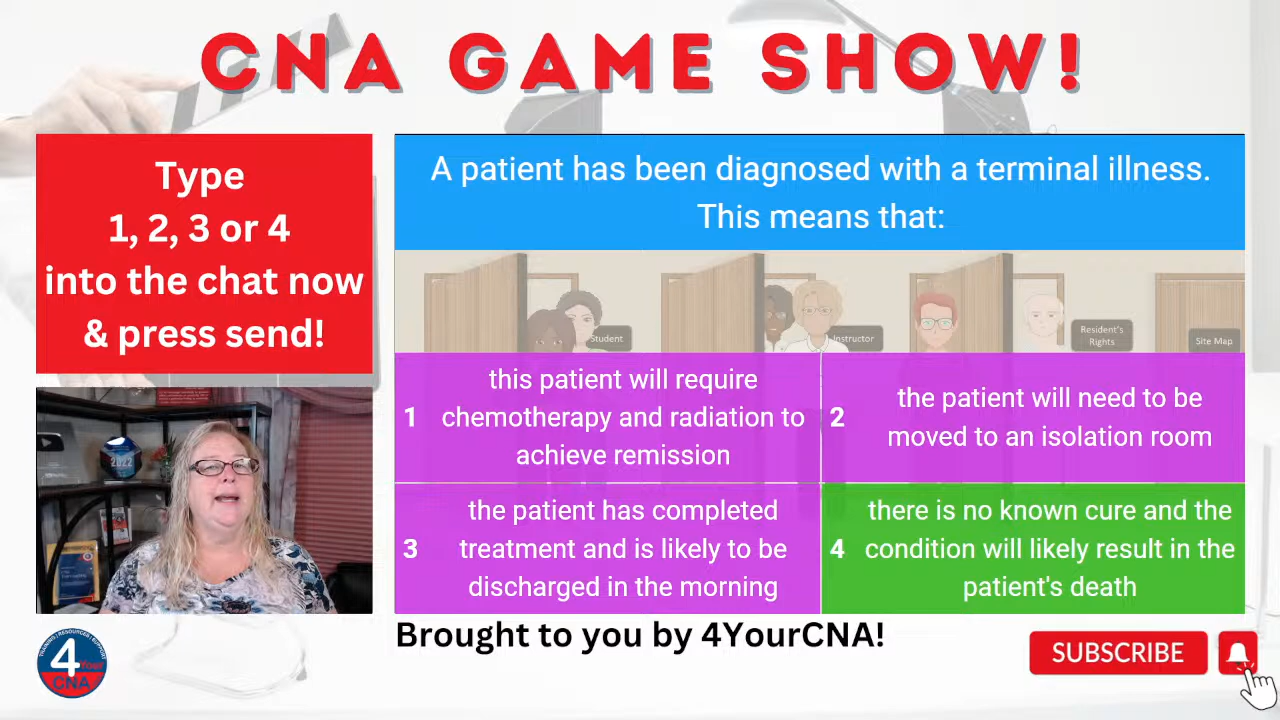 CNA GAME SHOW!
Type
1, 2, 3 or 4
into the chat now
& press send!
A patient has been diagnosed with a terminal illness.
This means that:
Student
Instructor
Resident's
Rights
Site Map
1
this patient will require
chemotherapy and radiation to
achieve remission
2
the patient will need to be
moved to an isolation room
3
the patient has completed
treatment and is likely to be
discharged in the morning
4
there is no known cure and the
condition will likely result in the
patient's death
2022
Brought to you by 4YourCNA!
TRAINING | RESOURCES | SUPPORT
4Your
CNA
SUBSCRIBE